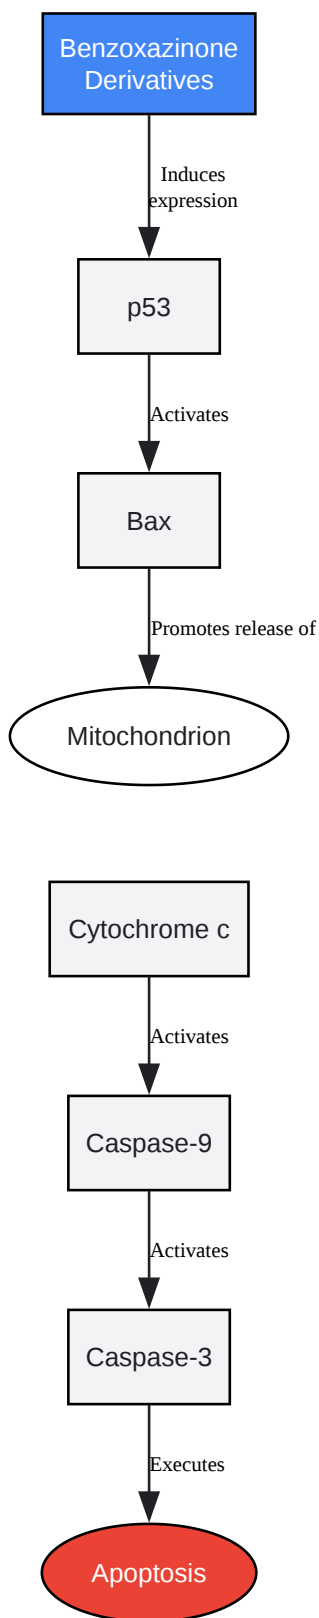 Benzoxazinone
Derivatives
Induces
expression
p53
Activates
Bax
Promotes release of
Mitochondrion
Cytochrome c
Activates
Caspase-9
Activates
Caspase-3
Executes
Apoptosis